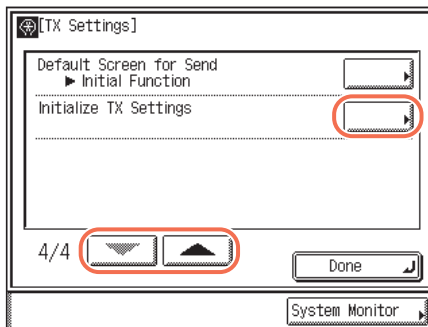 [TX Settings]
Default Screen for Send
▶ Initial Function
Initialize TX Settings
4/4
Done
System Monitor